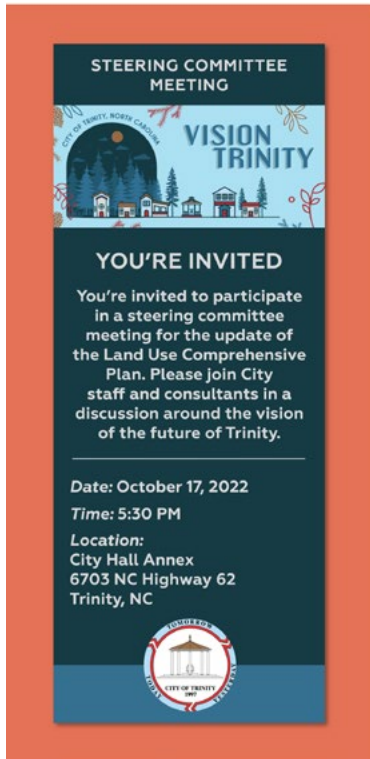 STEERING COMMITTEE
MEETING
CITY OF TRINITY, NORTH CAROLINA
VISION
TRINITY
YOU'RE INVITED
You're invited to participate
in a steering committee
meeting for the update of
the Land Use Comprehensive
Plan. Please join City
staff and consultants in a
discussion around the vision
of the future of Trinity.
Date: October 17, 2022
Time: 5:30 PM
Location:
City Hall Annex
6703 NC Highway 62
Trinity, NC
TOMORROW
TODAY
YESTERDAY
CITY OF TRINITY
1997